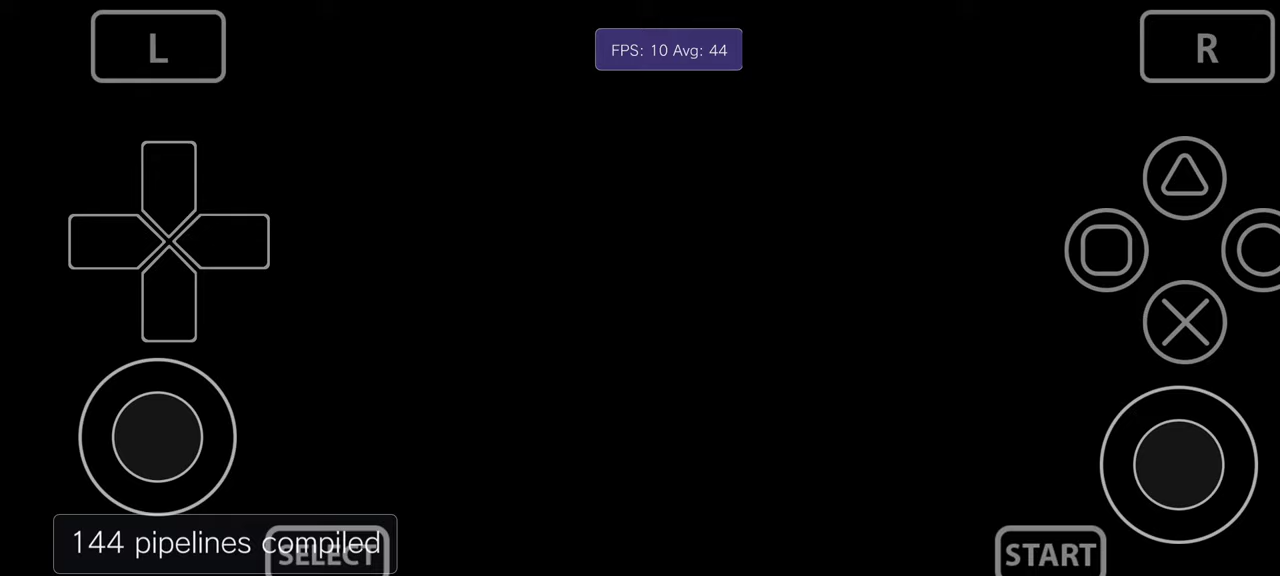 L
FPS: 10 Avg: 44
R
144 pipelines compiled
SELECT
START